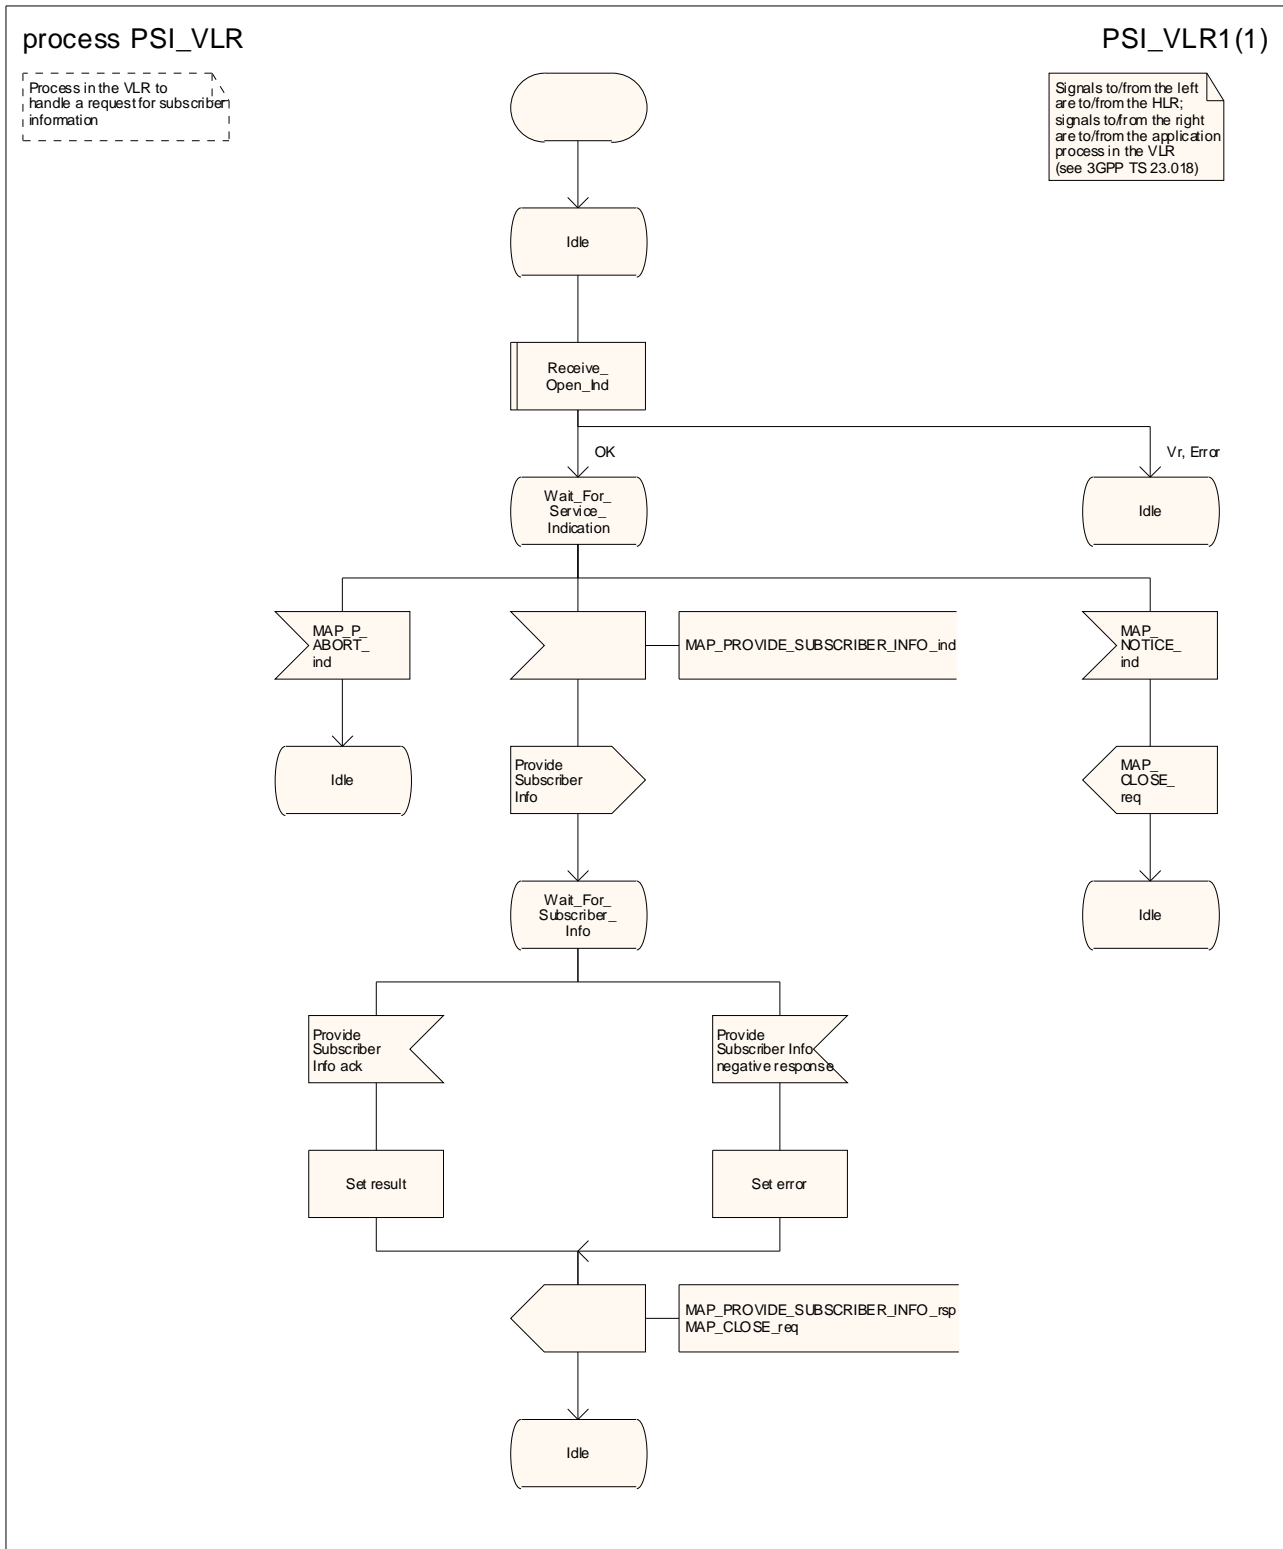 process PSI_VLR
PSI_VLR1(1)
Process in the VLR to
handle a request for subscriber
information
Signals to/from the left
are to/from the HLR;
signals to/from the right
are to/from the application
process in the VLR
(see 3GPP TS 23.018)
Idle
Receive_
Open_Ind
OK
Vr, Error
Wait_For_
Service_
Indication
Idle
MAP_P_
ABORT_
ind
MAP_PROVIDE_SUBSCRIBER_INFO_ind
MAP_
NOTICE_
ind
Idle
Provide
Subscriber
Info
MAP_
CLOSE_
req
Wait_For_
Subscriber_
Info
Idle
Provide
Subscriber
Info ack
Provide
Subscriber Info
negative response
Set result
Set error
MAP_PROVIDE_SUBSCRIBER_INFO_rsp
MAP_CLOSE_req
Idle